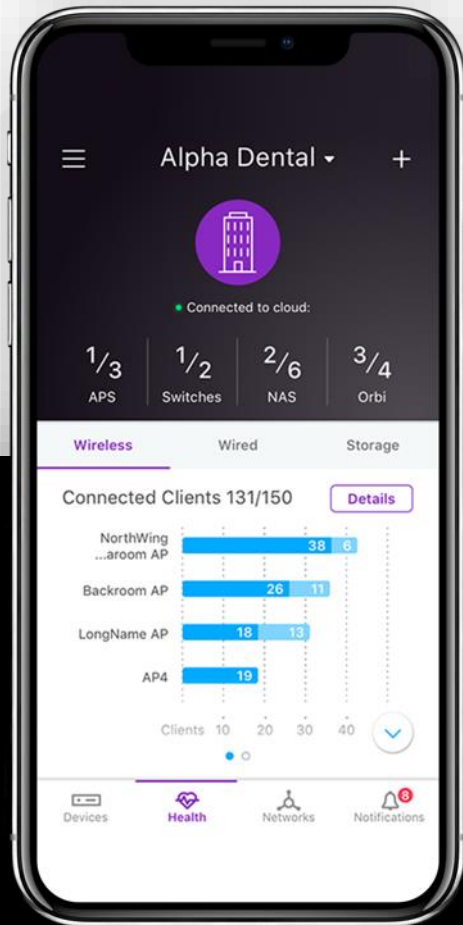 Alpha Dental
Connected to cloud:
1/3 1/2 2/6 3/4
APS Switches NAS Orbi
Wireless Wired Storage
Connected Clients 131/150 Details
NorthWing
...aroom AP 38 6
Backroom AP 26 11
LongName AP 18 13
AP4 19
Clients 10 20 30 40
8
Devices Health Networks Notifications